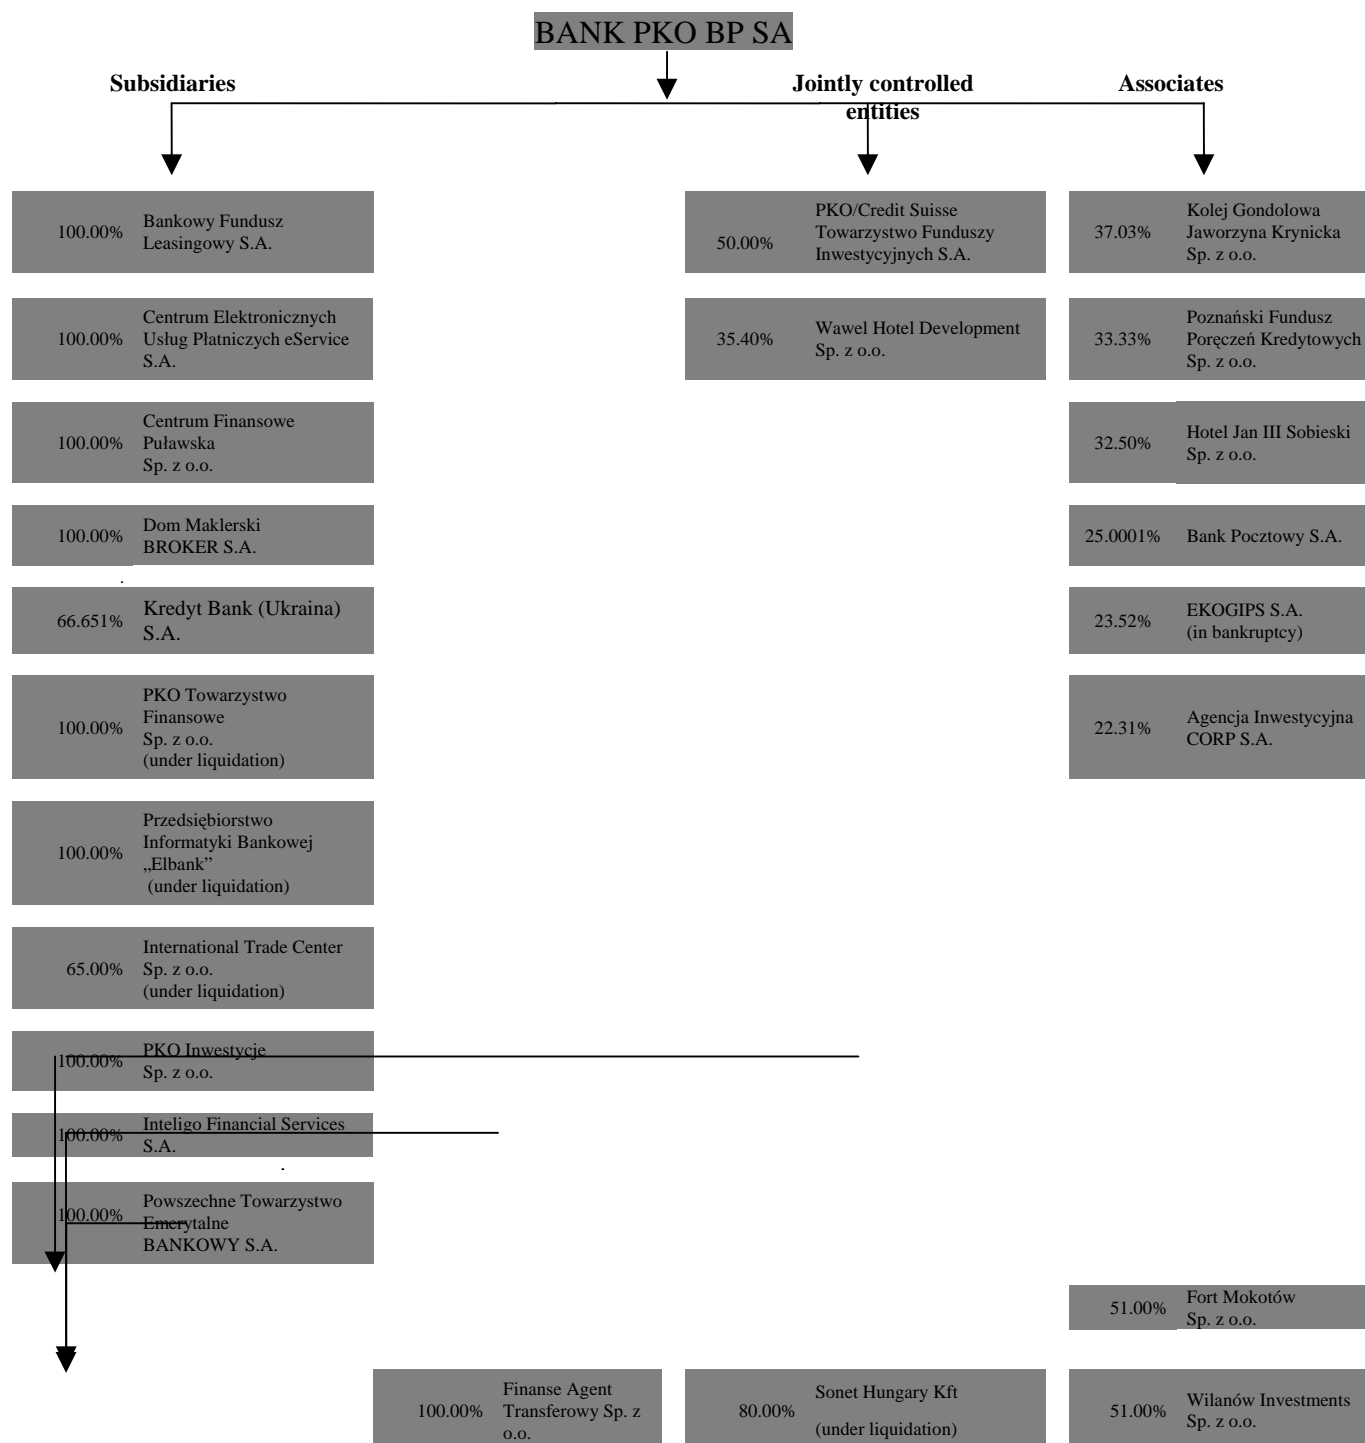 BANK PKO BP SA
Subsidiaries
Jointly controlled
entities
Associates
100.00%
Bankowy Fundusz
Leasingowy S.A.
50.00%
PKO/Credit Suisse
Towarzystwo Funduszy
Inwestycyjnych S.A.
37.03%
Kolej Gondolowa
Jaworzyna Krynicka
Sp. z o.o.
100.00%
Centrum Elektronicznych
Usług Płatniczych eService
S.A.
35.40%
Wawel Hotel Development
Sp. z o.o.
33.33%
Poznański Fundusz
Poręczeń Kredytowych
Sp. z o.o.
100.00%
Centrum Finansowe
Puławska
Sp. z o.o.
32.50%
Hotel Jan III Sobieski
Sp. z o.o.
100.00%
Dom Maklerski
BROKER S.A.
.
25.0001%
Bank Pocztowy S.A.
66.651%
Kredyt Bank (Ukraina)
S.A.
23.52%
EKOGIPS S.A.
(in bankruptcy)
100.00%
PKO Towarzystwo
Finansowe
Sp. z o.o.
(under liquidation)
22.31%
Agencja Inwestycyjna
CORP S.A.
100.00%
Przedsiębiorstwo
Informatyki Bankowej
„Elbank”
(under liquidation)
65.00%
International Trade Center
Sp. z o.o.
(under liquidation)
100.00%
PKO Inwestycje
Sp. z o.o.
100.00%
Inteligo Financial Services
S.A.
.
100.00%
Powszechne Towarzystwo
Emerytalne
BANKOWY S.A.
51.00%
Fort Mokotów
Sp. z o.o.
100.00%
Finanse Agent
Transferowy Sp. z
o.o.
80.00%
Sonet Hungary Kft
(under liquidation)
51.00%
Wilanów Investments
Sp. z o.o.